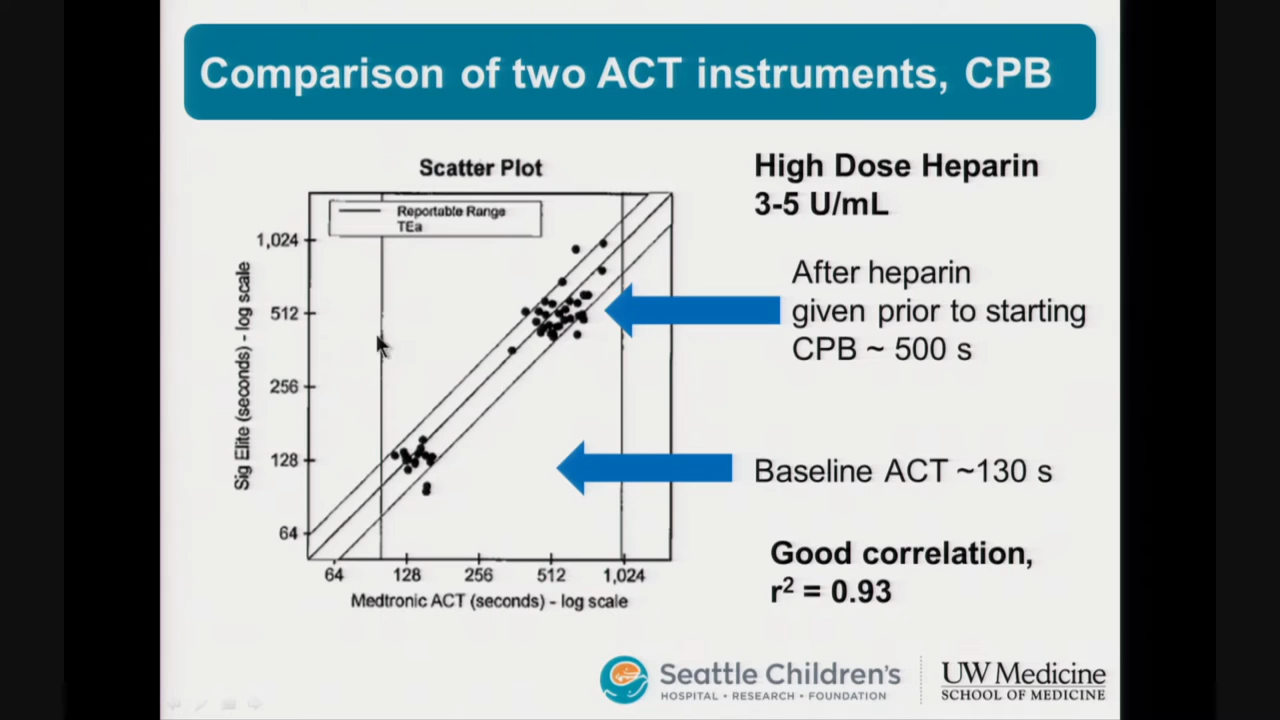 Comparison of two ACT instruments, CPB
Scatter Plot
Reportable Range
TEa
1,024
512
256
128
64
Sig Elite (seconds) - log scale
64 128 256 512 1,024
Medtronic ACT (seconds) - log scale
High Dose Heparin
3-5 U/mL
After heparin
given prior to starting
CPB ~ 500 s
Baseline ACT ~130 s
Good correlation,
r² = 0.93
Seattle Children's
HOSPITAL • RESEARCH • FOUNDATION
UW Medicine
SCHOOL OF MEDICINE